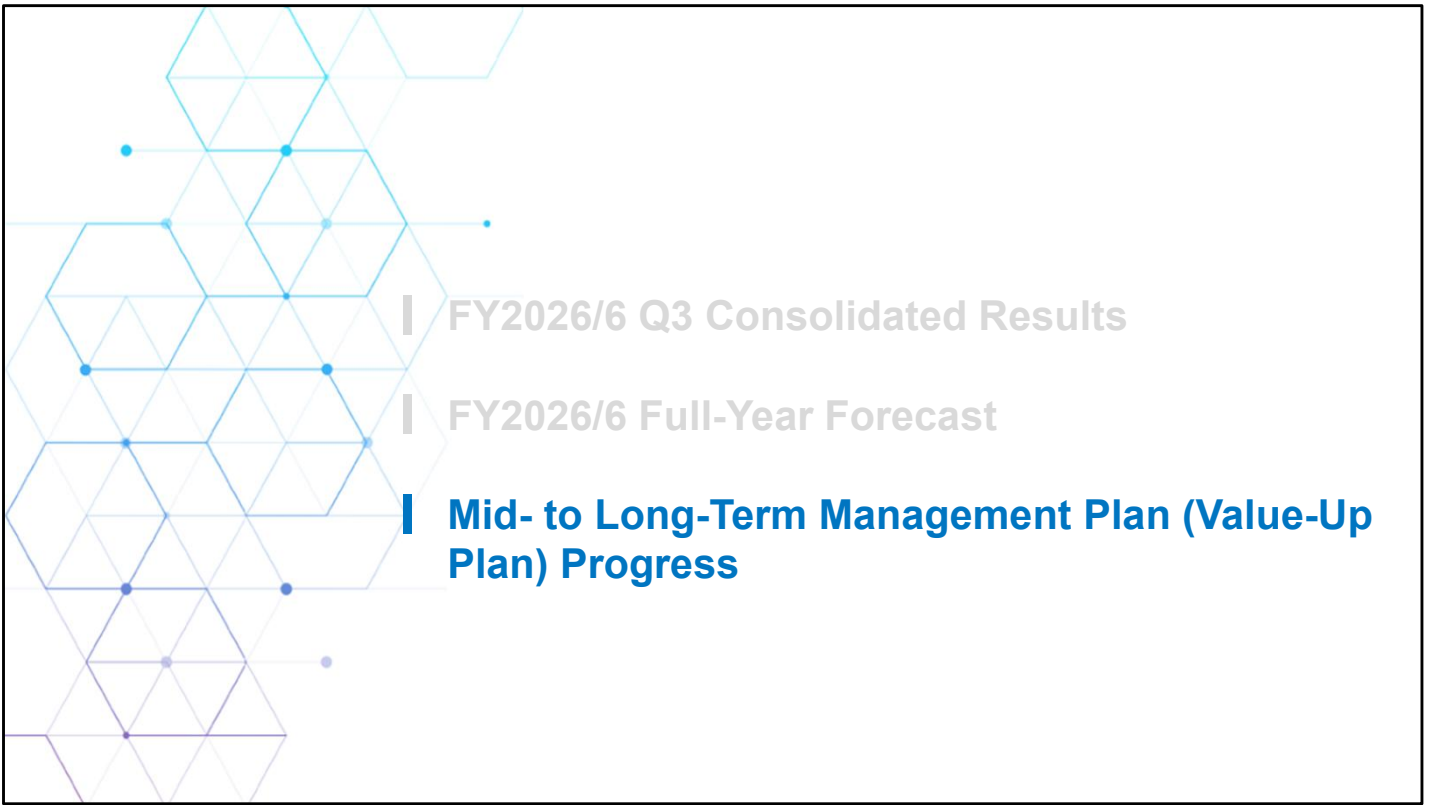 FY2026/6 Q3 Consolidated Results
FY2026/6 Full-Year Forecast
Mid- to Long-Term Management Plan (Value-Up
Plan) Progress